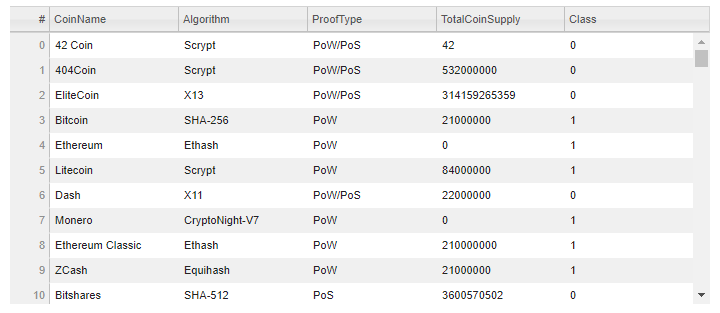 # CoinName Algorithm ProofType TotalCoinSupply Class
0 42 Coin Scrypt PoW/PoS 42 0
1 404Coin Scrypt PoW/PoS 532000000 0
2 EliteCoin X13 PoW/PoS 314159265359 0
3 Bitcoin SHA-256 PoW 21000000 1
4 Ethereum Ethash PoW 0 1
5 Litecoin Scrypt PoW 84000000 1
6 Dash X11 PoW/PoS 22000000 0
7 Monero CryptoNight-V7 PoW 0 1
8 Ethereum Classic Ethash PoW 210000000 1
9 ZCash Equihash PoW 21000000 1
10 Bitshares SHA-512 PoS 3600570502 0